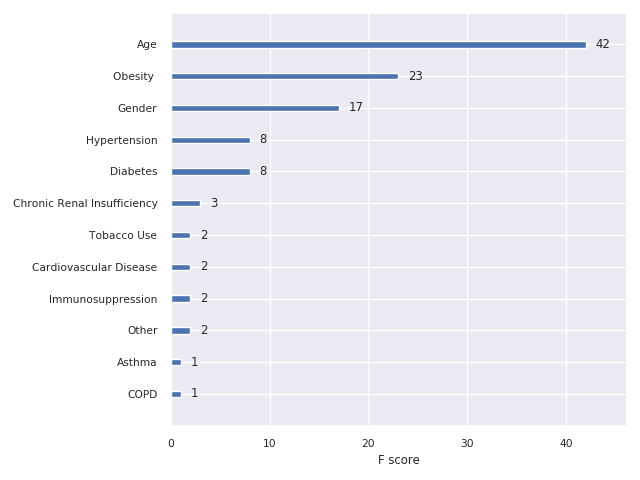 Age 42
Obesity 23
Gender 17
Hypertension 8
Diabetes 8
Chronic Renal Insufficiency 3
Tobacco Use 2
Cardiovascular Disease 2
Immunosuppression 2
Other 2
Asthma 1
COPD 1
0 10 20 30 40
F score